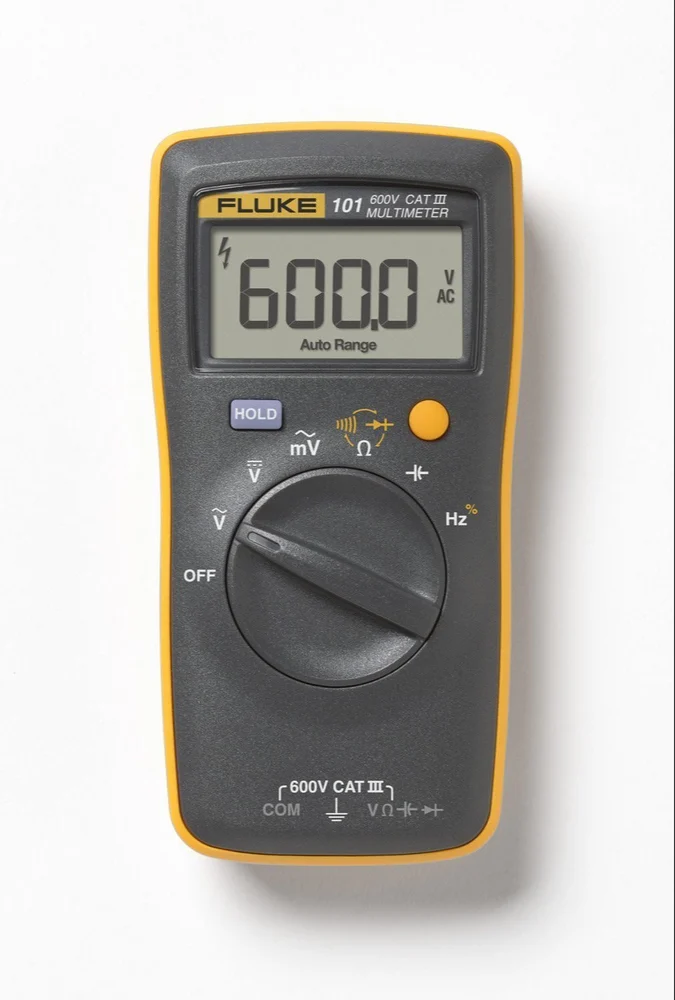 FLUKE 101 600V CAT III
MULTIMETER
600.0 V
AC
Auto Range
HOLD
mV
Ω
V
Hz%
V
OFF
600V CAT III
COM VΩ